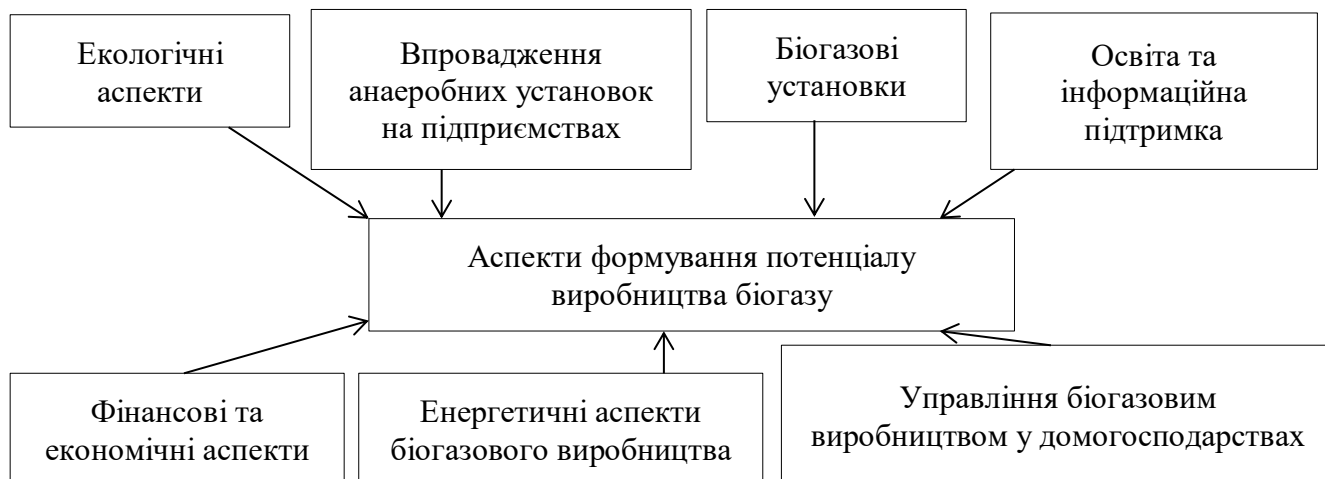 Екологічні
аспекти
Впровадження
анаеробних установок
на підприємствах
Біогазові
установки
Освіта та
інформаційна
підтримка
Аспекти формування потенціалу
виробництва біогазу
Фінансові та
економічні аспекти
Енергетичні аспекти
біогазового виробництва
Управління біогазовим
виробництвом у домогосподарствах